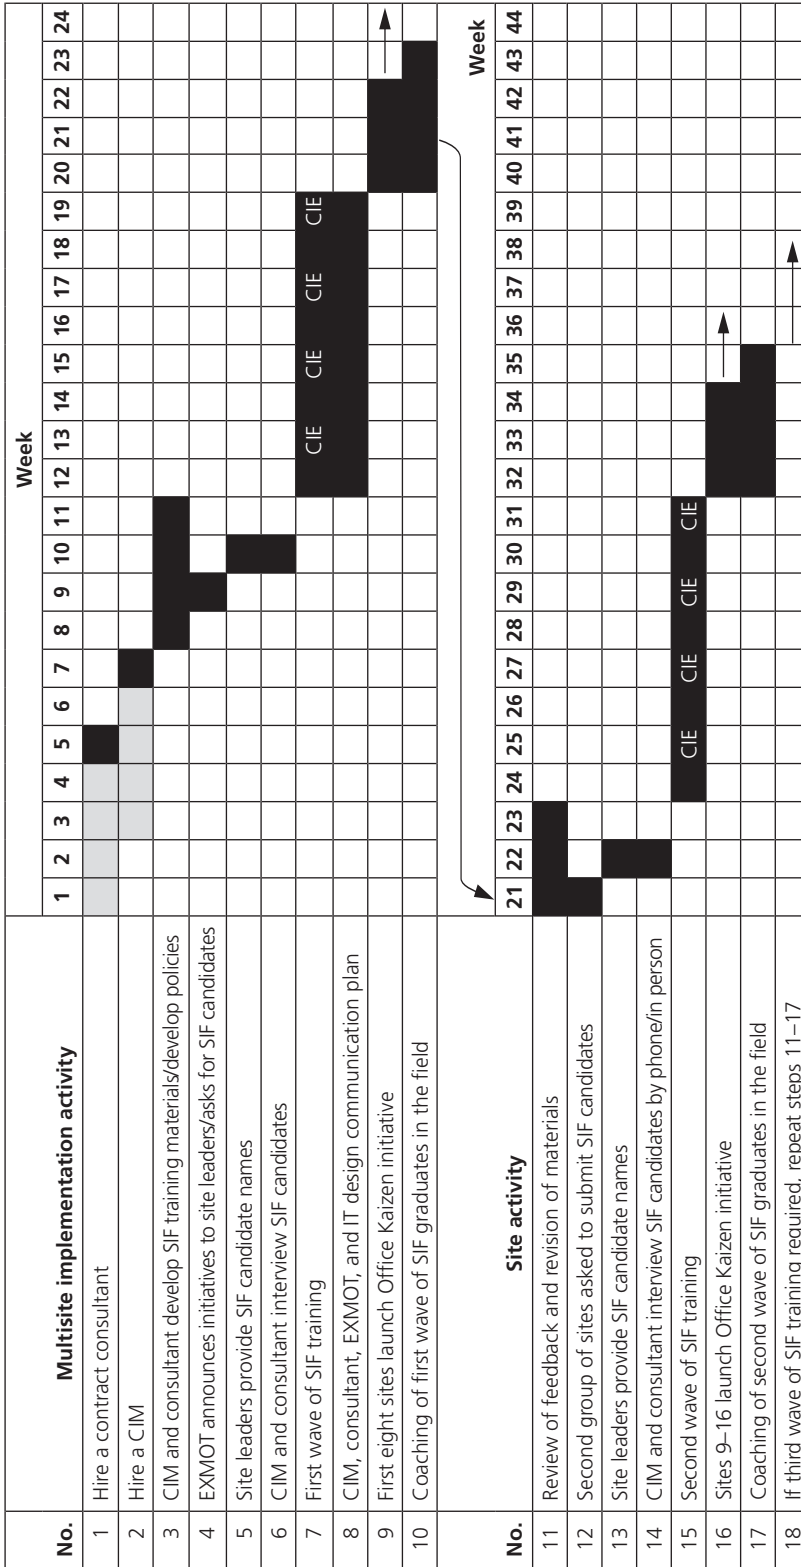 Week
No. Multisite implementation activity 1 2 3 4 5 6 7 8 9 10 11 12 13 14 15 16 17 18 19 20 21 22 23 24
1 Hire a contract consultant
2 Hire a CIM
3 CIM and consultant develop SIF training materials/develop policies
4 EXMOT announces initiatives to site leaders/asks for SIF candidates
5 Site leaders provide SIF candidate names
6 CIM and consultant interview SIF candidates
7 First wave of SIF training CIE CIE CIE CIE
8 CIM, consultant, EXMOT, and IT design communication plan
9 First eight sites launch Office Kaizen initiative
10 Coaching of first wave of SIF graduates in the field
Week
No. Site activity 21 22 23 24 25 26 27 28 29 30 31 32 33 34 35 36 37 38 39 40 41 42 43 44
11 Review of feedback and revision of materials
12 Second group of sites asked to submit SIF candidates
13 Site leaders provide SIF candidate names
14 CIM and consultant interview SIF candidates by phone/in person
15 Second wave of SIF training CIE CIE CIE CIE
16 Sites 9–16 launch Office Kaizen initiative
17 Coaching of second wave of SIF graduates in the field
18 If third wave of SIF training required, repeat steps 11–17